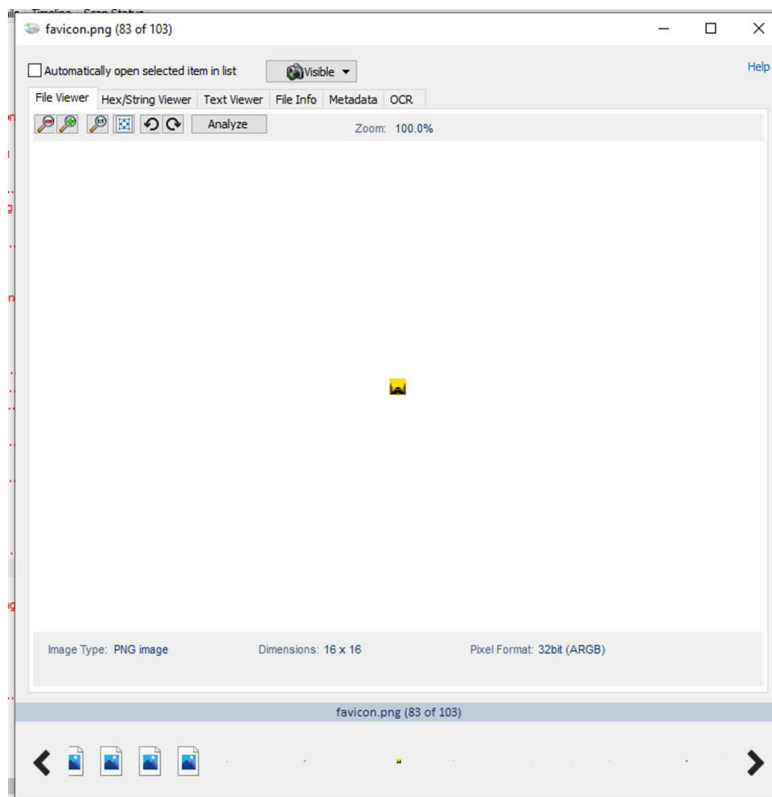 Timeline Scan Status
favicon.png (83 of 103)
Automatically open selected item in list
Visible
Help
File Viewer Hex/String Viewer Text Viewer File Info Metadata OCR
Analyze
Zoom: 100.0%
Image Type: PNG image
Dimensions: 16 x 16
Pixel Format: 32bit (ARGB)
favicon.png (83 of 103)